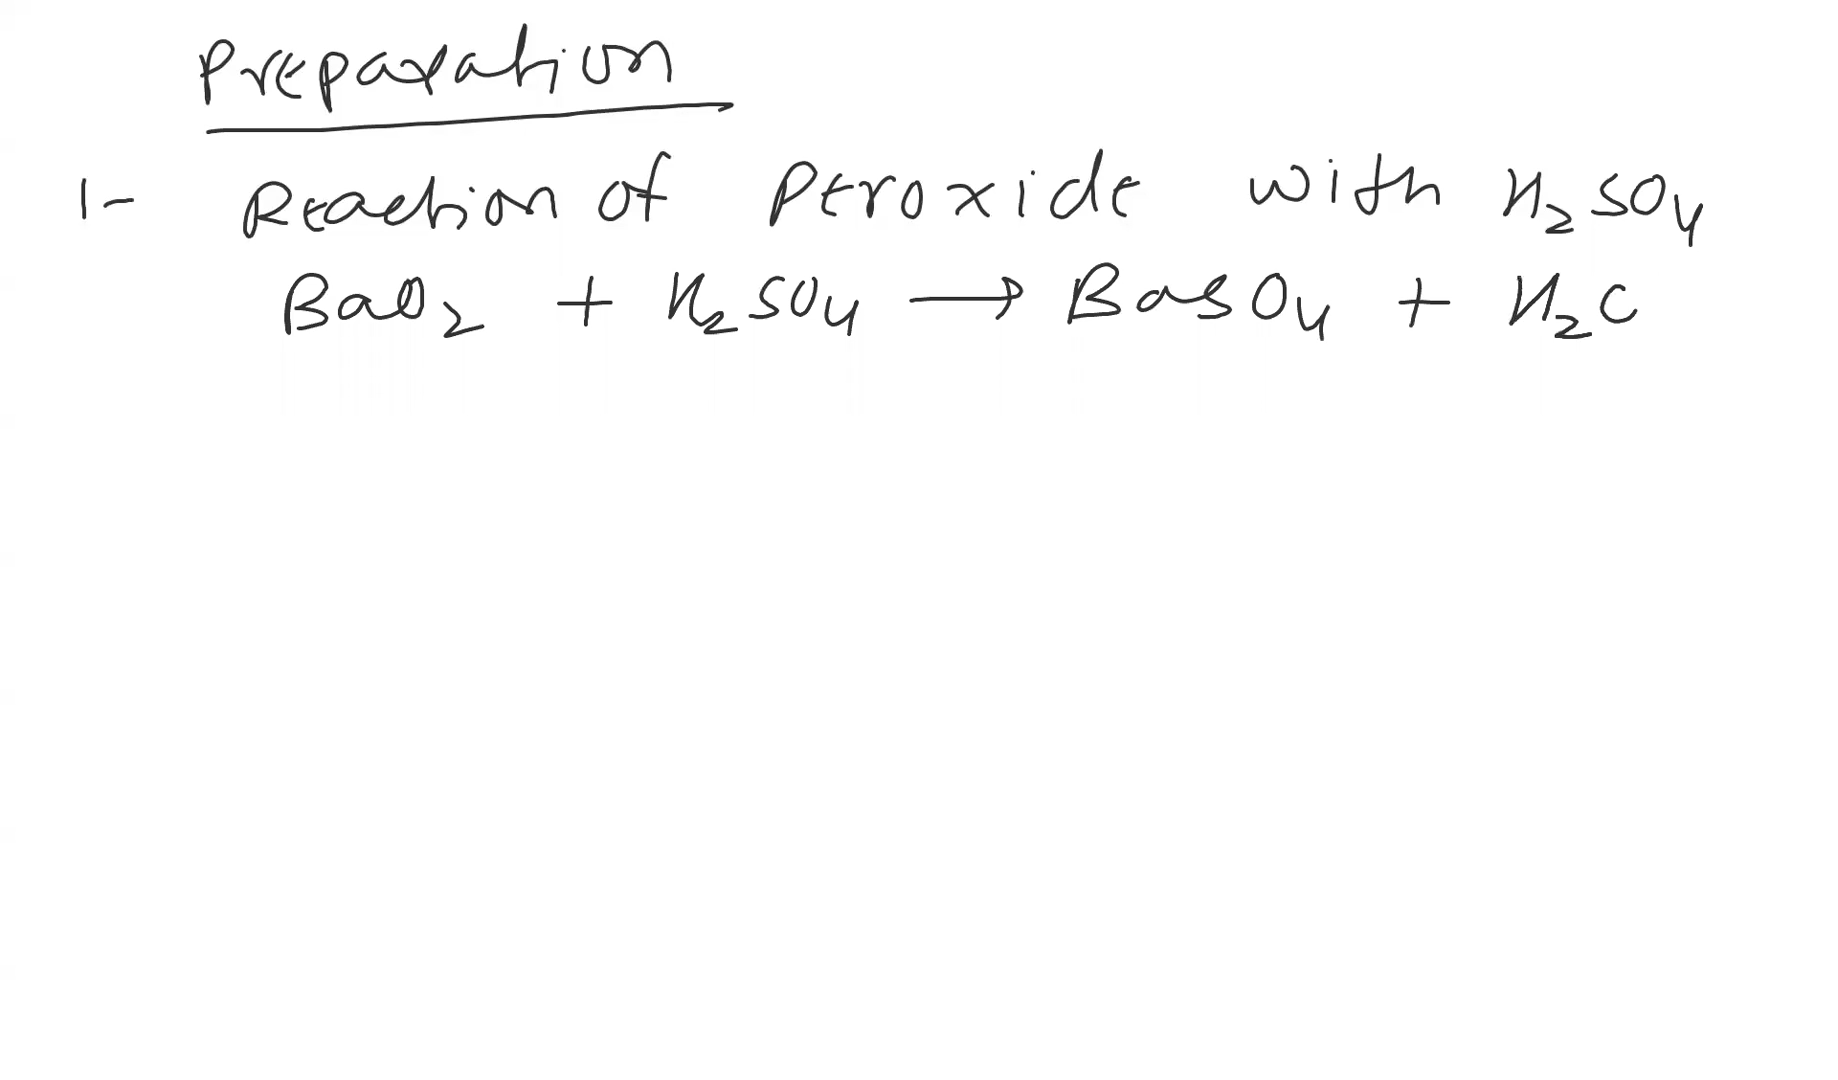 Preparation
1- Reaction of Peroxide with H₂SO₄
BaO₂ + H₂SO₄ → BaSO₄ + H₂C